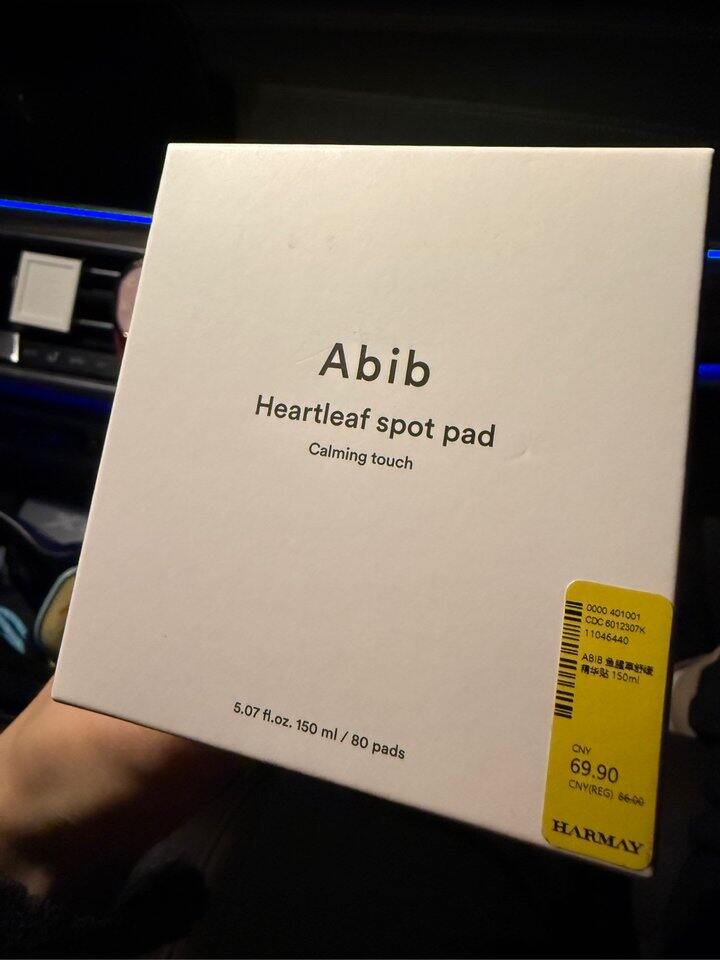 Abib
Heartleaf spot pad
Calming touch
5.07 fl.oz. 150 ml / 80 pads
0000 401001
CDC 6012307K
11046440
ABIB 鱼腥草舒缓
精华贴 150ml
CNY
69.90
CNY(REG) 86.00
HARMAY